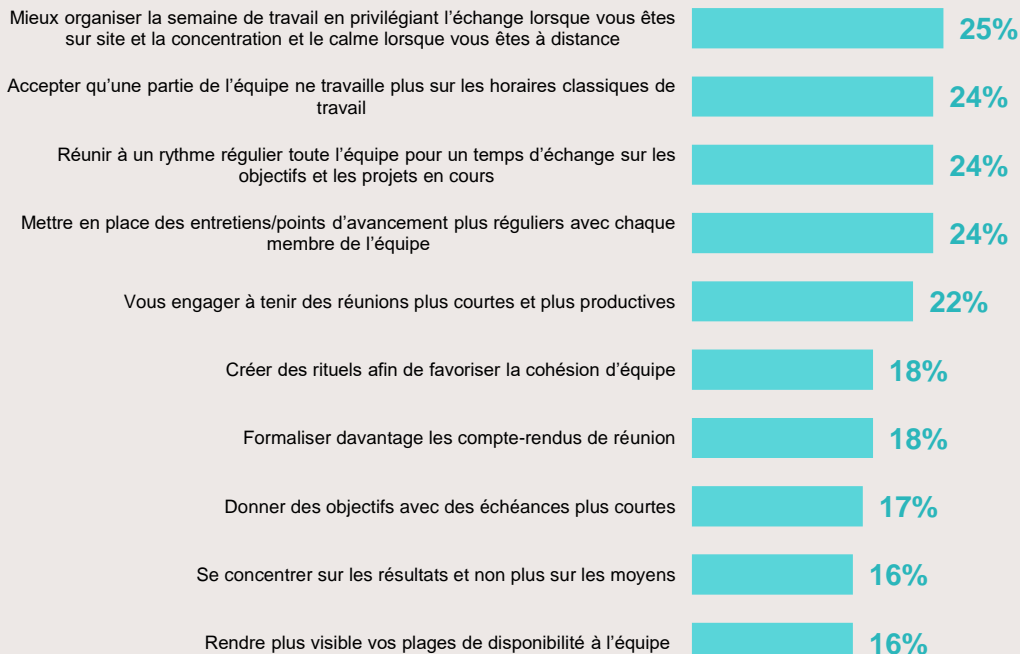 Mieux organiser la semaine de travail en privilégiant l’échange lorsque vous êtes
sur site et la concentration et le calme lorsque vous êtes à distance
25%
Accepter qu’une partie de l’équipe ne travaille plus sur les horaires classiques de
travail
24%
Réunir à un rythme régulier toute l’équipe pour un temps d’échange sur les
objectifs et les projets en cours
24%
Mettre en place des entretiens/points d’avancement plus réguliers avec chaque
membre de l’équipe
24%
Vous engager à tenir des réunions plus courtes et plus productives
22%
Créer des rituels afin de favoriser la cohésion d’équipe
18%
Formaliser davantage les compte-rendus de réunion
18%
Donner des objectifs avec des échéances plus courtes
17%
Se concentrer sur les résultats et non plus sur les moyens
16%
Rendre plus visible vos plages de disponibilité à l’équipe
16%